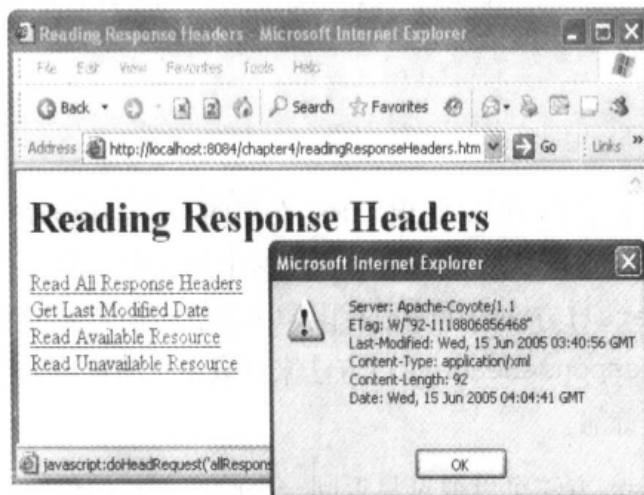 Reading Response Headers - Microsoft Internet Explorer
File Edit View Favorites Tools Help
Back Search Favorites
Address http://localhost:8084/chapter4/readingResponseHeaders.htm Go Links »
Reading Response Headers
Read All Response Headers
Get Last Modified Date
Read Available Resource
Read Unavailable Resource
Microsoft Internet Explorer
Server: Apache-Coyote/1.1
ETag: W/"92-1118806856468"
Last-Modified: Wed, 15 Jun 2005 03:40:56 GMT
Content-Type: application/xml
Content-Length: 92
Date: Wed, 15 Jun 2005 04:04:41 GMT
OK
javascript:doHeadRequest('allRespons